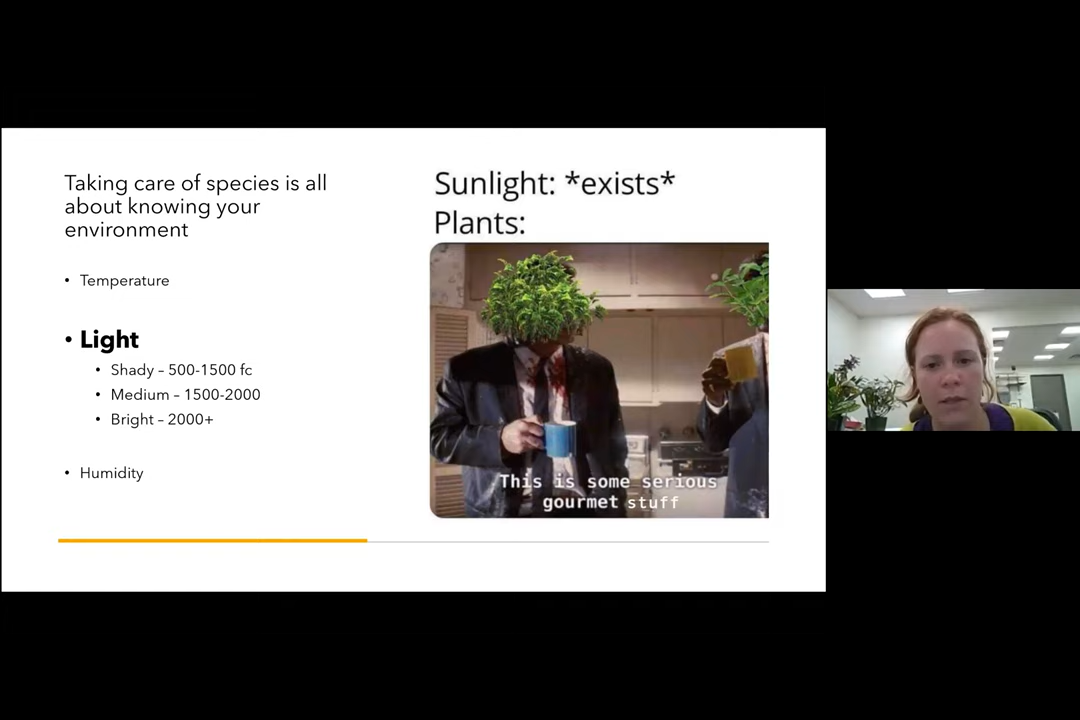 Taking care of species is all
about knowing your
environment
• Temperature
• Light
• Shady – 500-1500 fc
• Medium – 1500-2000
• Bright – 2000+
• Humidity
Sunlight: *exists*
Plants:
This is some serious
gourmet stuff